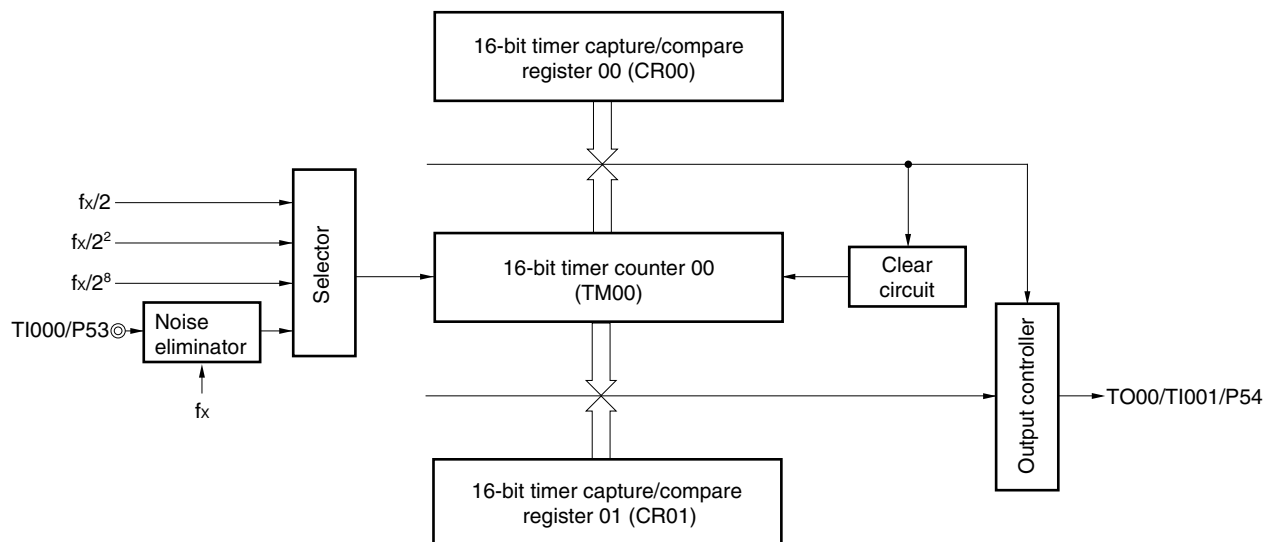 16-bit timer capture/compare
register 00 (CR00)
fx/2
fx/2²
fx/2⁸
TI000/P53
Noise
eliminator
fx
Selector
16-bit timer counter 00
(TM00)
Clear
circuit
Output controller
TO00/TI001/P54
16-bit timer capture/compare
register 01 (CR01)